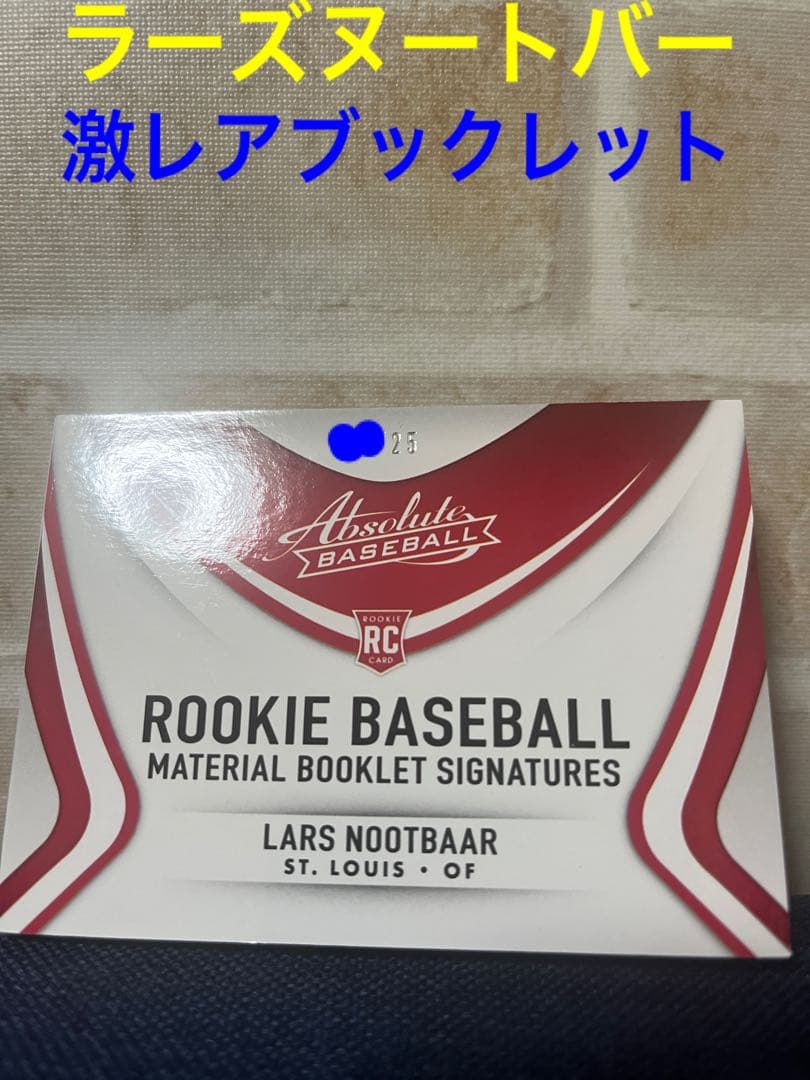 ラーズヌートバー
激レアブックレット
25
Absolute
BASEBALL
ROOKIE
RC
CARD
ROOKIE BASEBALL
MATERIAL BOOKLET SIGNATURES
LARS NOOTBAAR
ST. LOUIS • OF